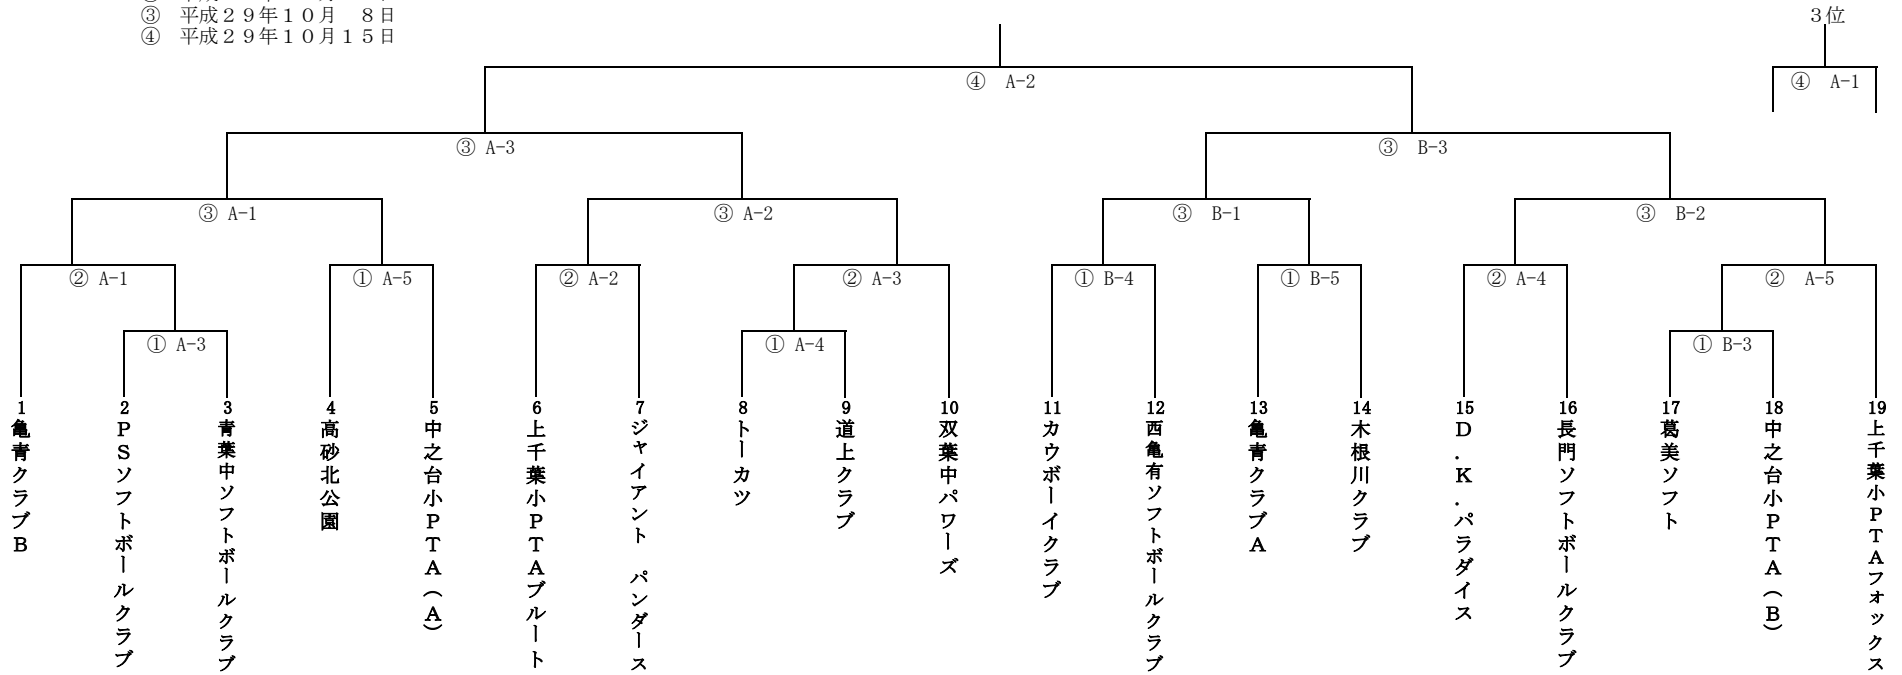 ③ 平成２９年１０月　８日
④ 平成２９年１０月１５日
３位
④ A-2
④ A-1
③ A-3
③ B-3
③ A-1
③ A-2
③ B-1
③ B-2
② A-1
① A-5
② A-2
② A-3
① B-4
① B-5
② A-4
② A-5
① A-3
① A-4
① B-3
1 亀青クラブＢ
2 ＰＳソフトボールクラブ
3 青葉中ソフトボールクラブ
4 高砂北公園
5 中之台小ＰＴＡ（Ａ）
6 上千葉小ＰＴＡブルート
7 ジャイアント　パンダース
8 トーカツ
9 道上クラブ
10 双葉中パワーズ
11 カウボーイクラブ
12 西亀有ソフトボールクラブ
13 亀青クラブＡ
14 木根川クラブ
15 Ｄ．Ｋ．パラダイス
16 長門ソフトボールクラブ
17 葛美ソフト
18 中之台小ＰＴＡ（Ｂ）
19 上千葉小ＰＴＡフォックス